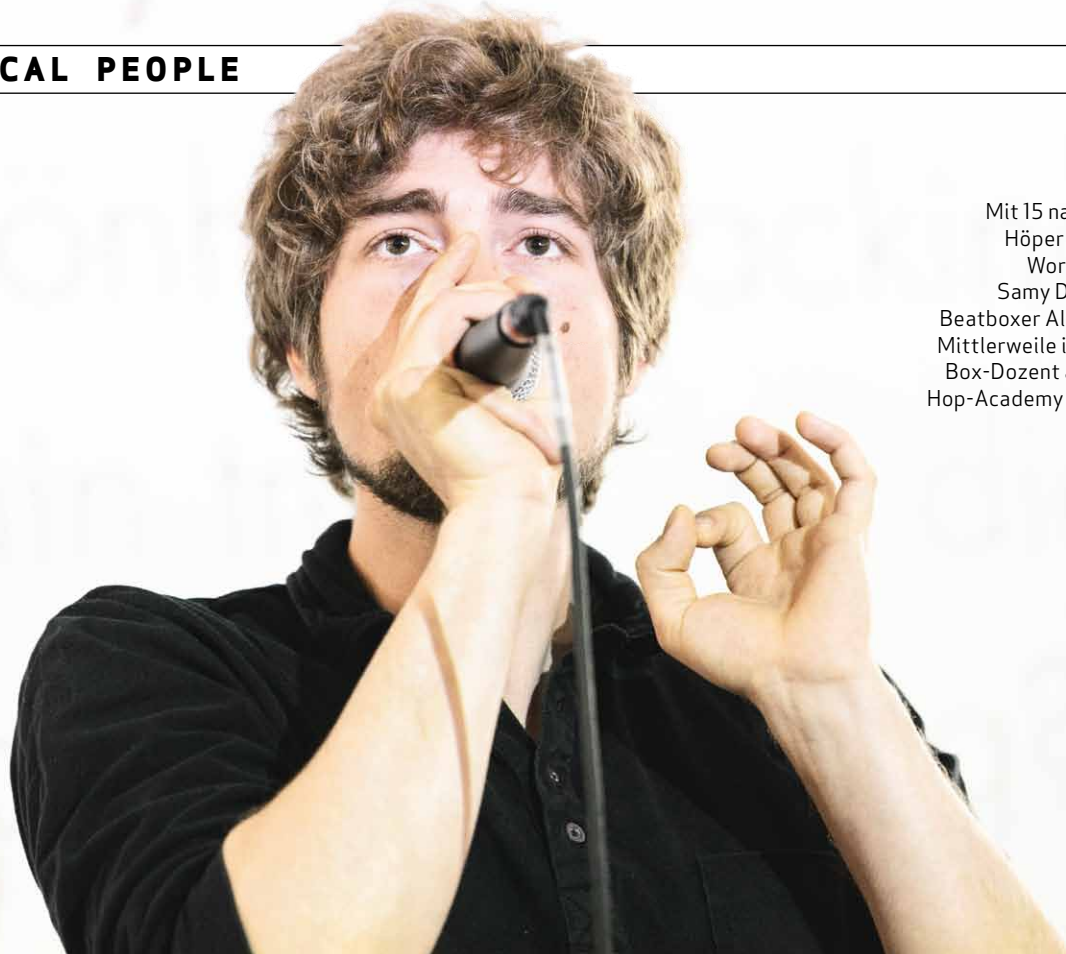 CAL PEOPLE
Mit 15 na
Höper
Wor
Samy D
Beatboxer Al
Mittlerweile i
Box-Dozent a
Hop-Academy